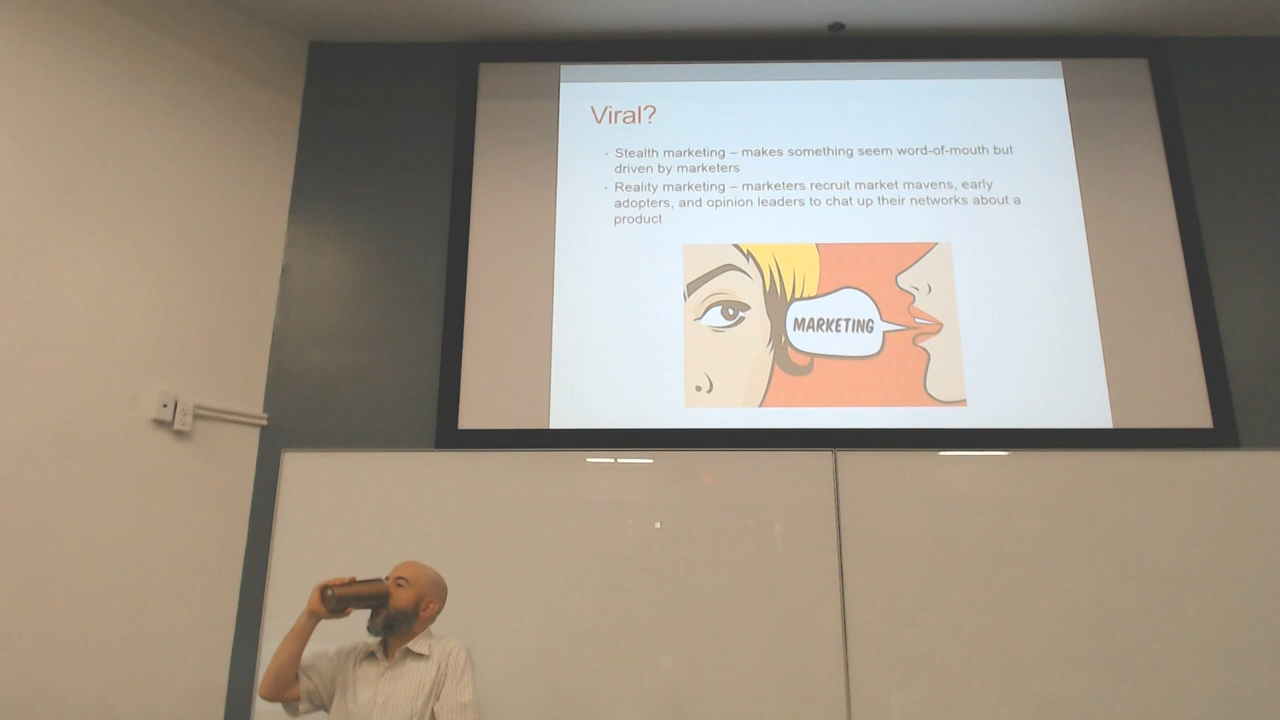 Viral?
· Stealth marketing – makes something seem word-of-mouth but
driven by marketers
· Reality marketing – marketers recruit market mavens, early
adopters, and opinion leaders to chat up their networks about a
product
MARKETING